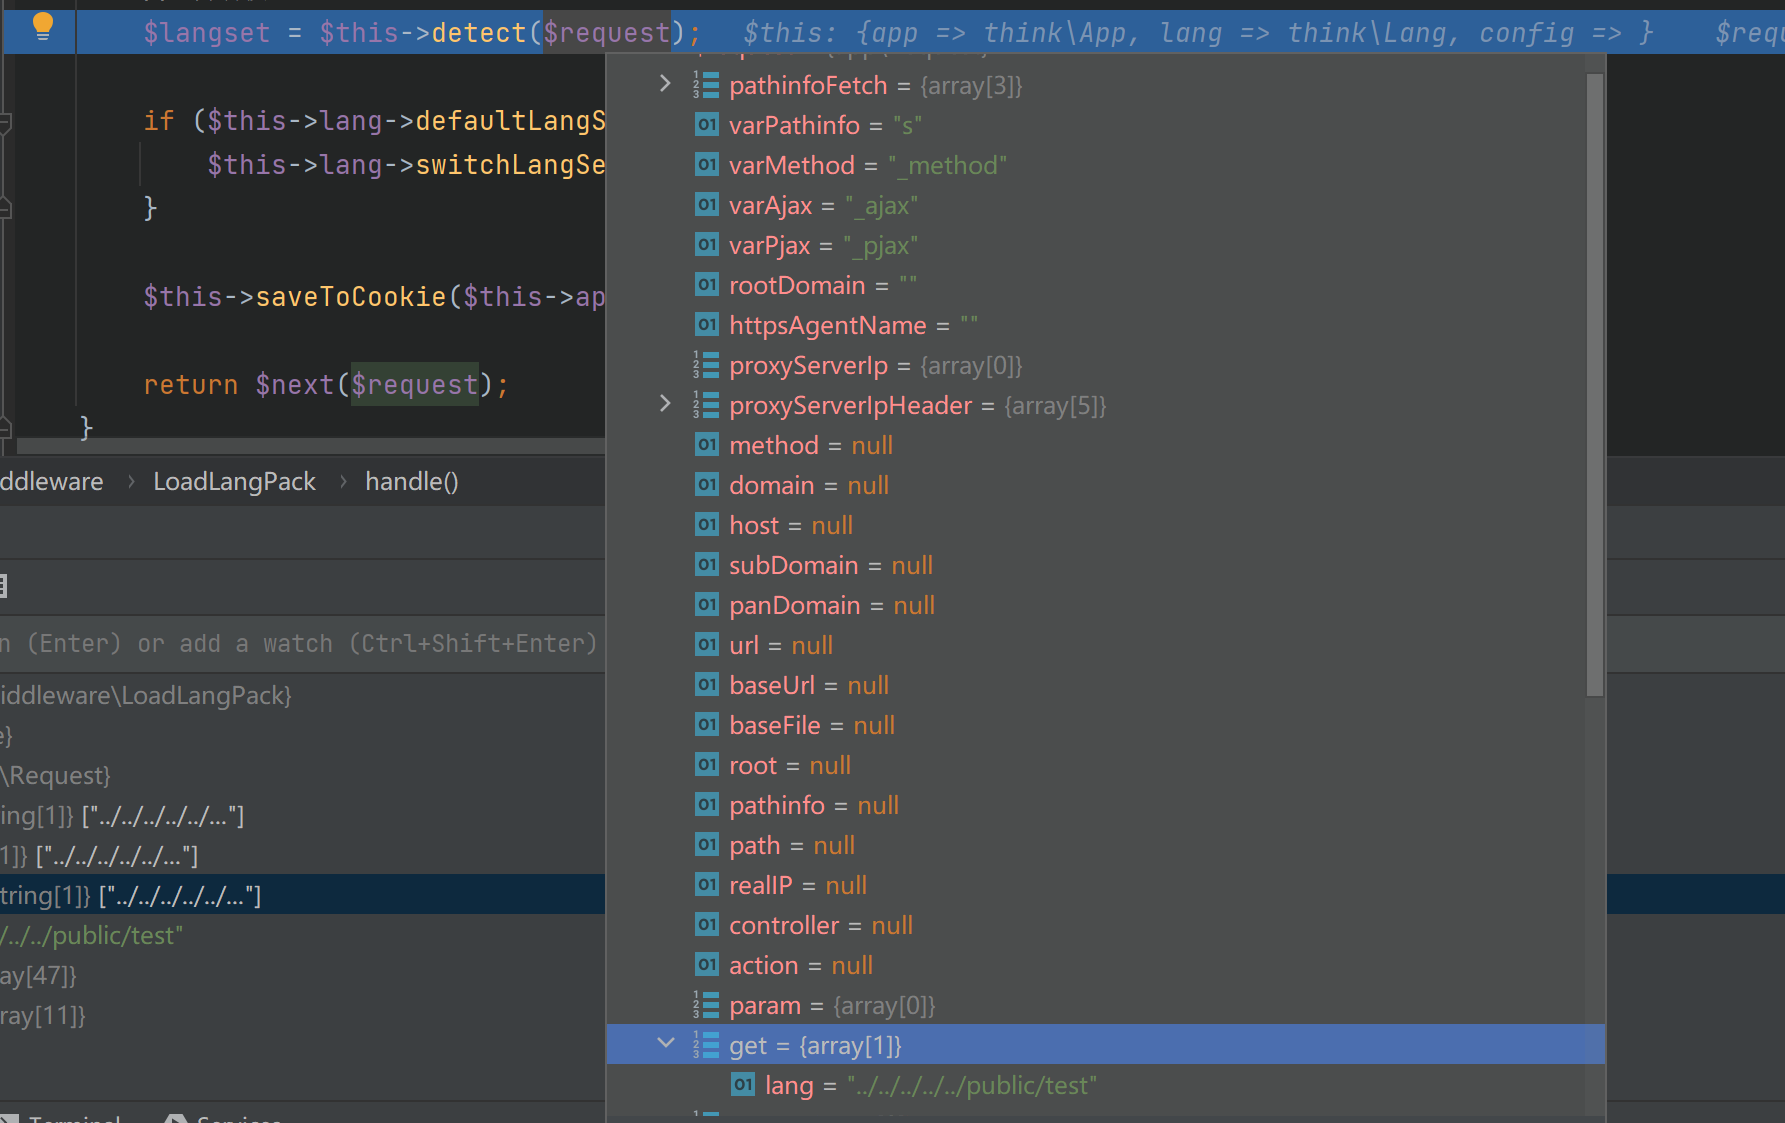 $langset = $this->detect($request); $this: {app => think\App, lang => think\Lang, config => } $requ
if ($this->lang->defaultLangS
$this->lang->switchLangSe
}
$this->saveToCookie($this->ap
return $next($request);
}
ddleware › LoadLangPack › handle()
n (Enter) or add a watch (Ctrl+Shift+Enter)
iddleware\LoadLangPack}
e}
\Request}
ing[1]} ["../../../../../..."]
1]} ["../../../../../..."]
tring[1]} ["../../../../../..."]
/../../public/test"
ay[47]}
ray[11]}
Terminal Services
pathinfoFetch = {array[3]}
varPathinfo = "s"
varMethod = "_method"
varAjax = "_ajax"
varPjax = "_pjax"
rootDomain = ""
httpsAgentName = ""
proxyServerIp = {array[0]}
proxyServerIpHeader = {array[5]}
method = null
domain = null
host = null
subDomain = null
panDomain = null
url = null
baseUrl = null
baseFile = null
root = null
pathinfo = null
path = null
realIP = null
controller = null
action = null
param = {array[0]}
get = {array[1]}
lang = "../../../../../public/test"